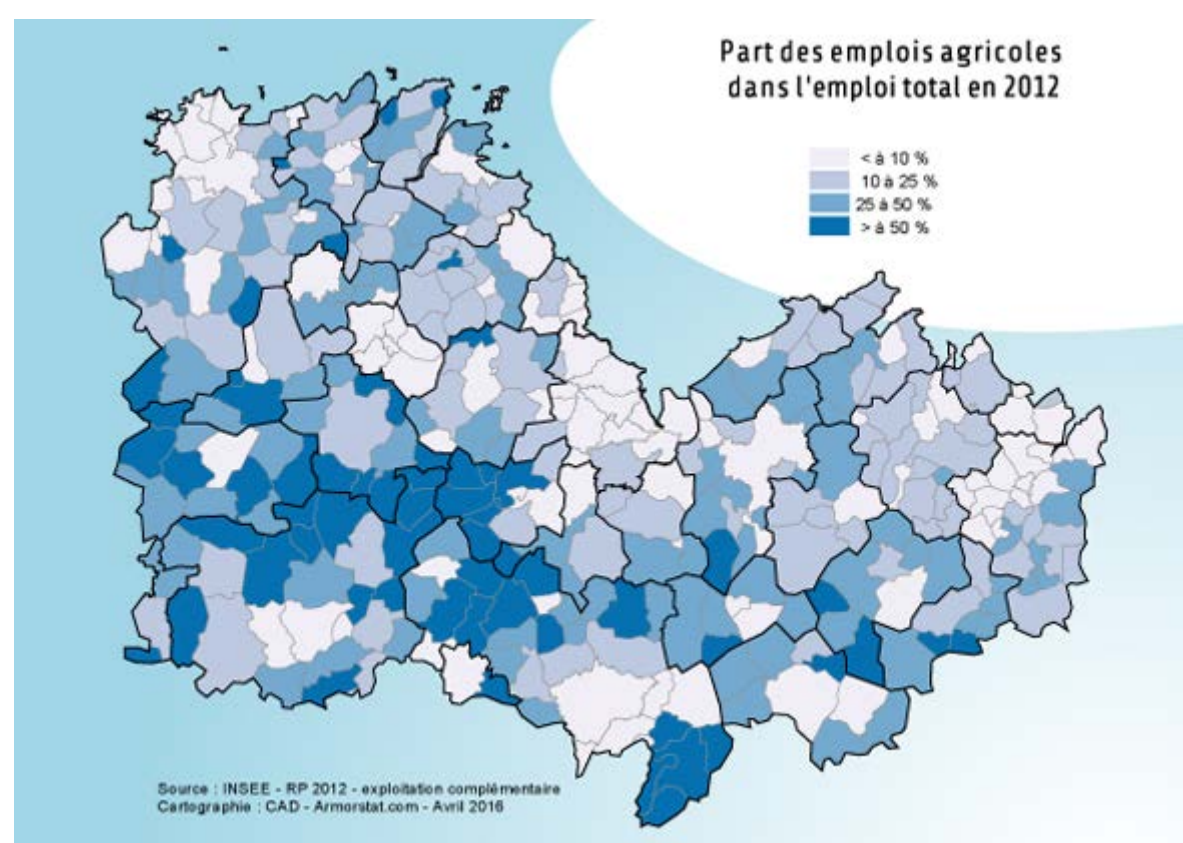 Part des emplois agricoles
dans l'emploi total en 2012
< à 10 %
10 à 25 %
25 à 50 %
> à 50 %
Source : INSEE - RP 2012 - exploitation complémentaire
Cartographie : CAD - Armorstat.com - Avril 2016